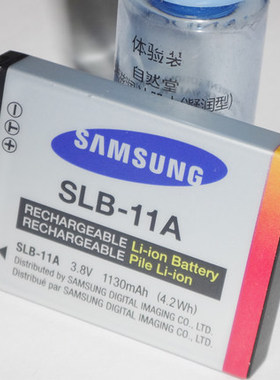 体验装
自然堂
SAMSUNG
SLB-11A
RECHARGEABLE Li-ion Battery
RECHARGEABLE Pile Li-ion
SLB-11A 3.8V 1130mAh (4.2Wh)
Distributed by SAMSUNG DIGITAL IMAGING CO., LTD.
Distribué par SAMSUNG DIGITAL IMAGING CO., LTD.